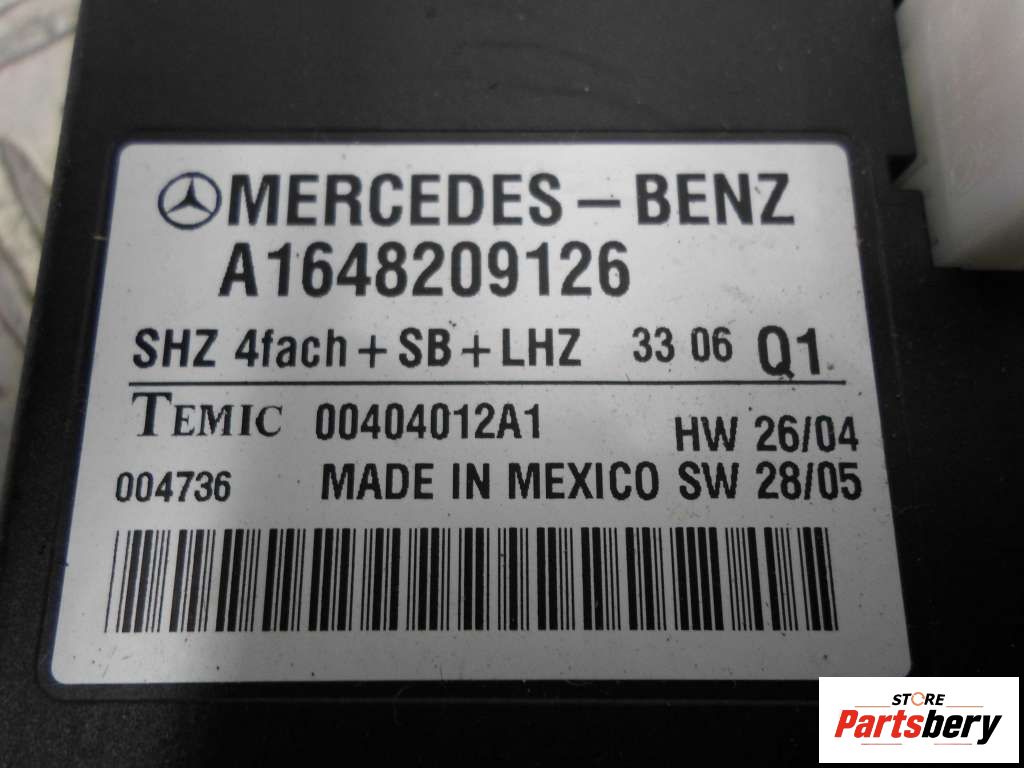 MERCEDES-BENZ
A1648209126
SHZ 4fach + SB + LHZ 33 06 Q1
TEMIC 00404012A1 HW 26/04
004736 MADE IN MEXICO SW 28/05
STORE
Partsbery